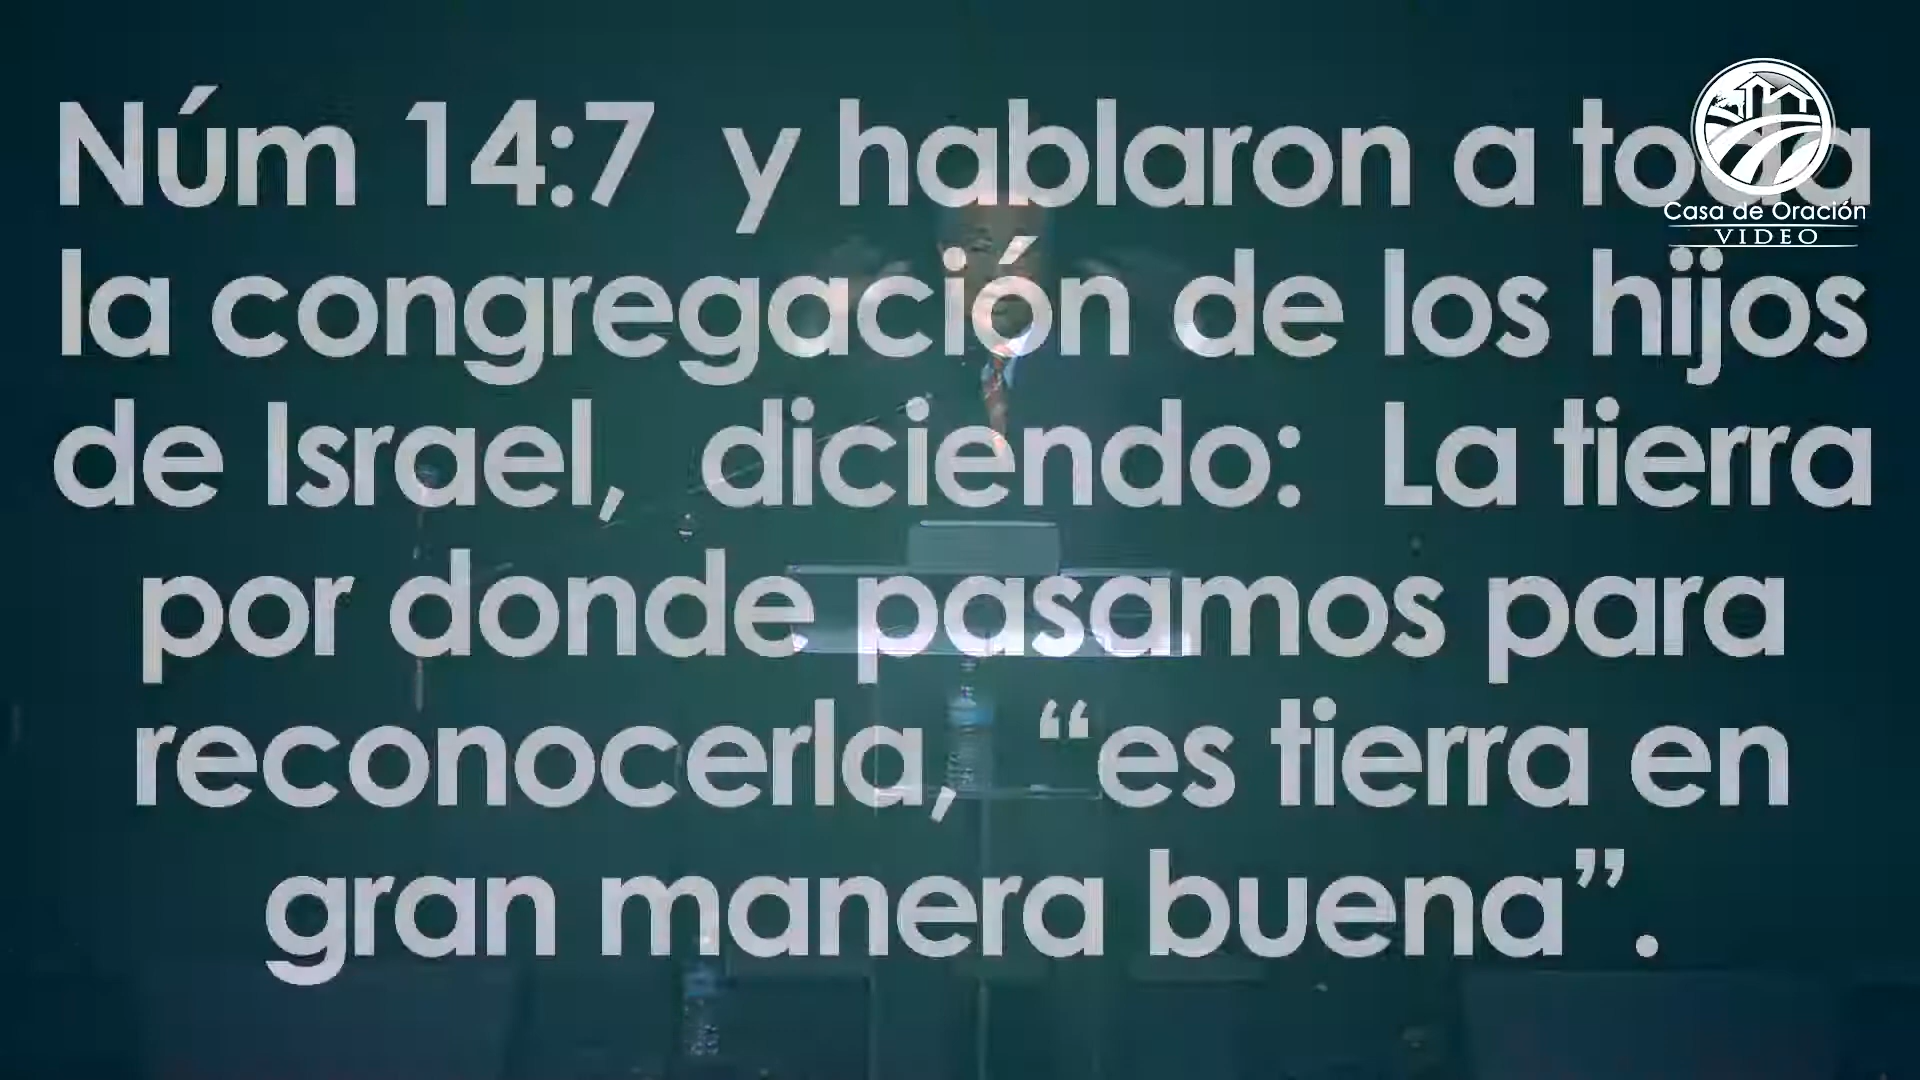 Núm 14:7 y hablaron a toda
la congregación de los hijos
de Israel, diciendo: La tierra
por donde pasamos para
reconocerla, “es tierra en
gran manera buena”.
Casa de Oración
VIDEO